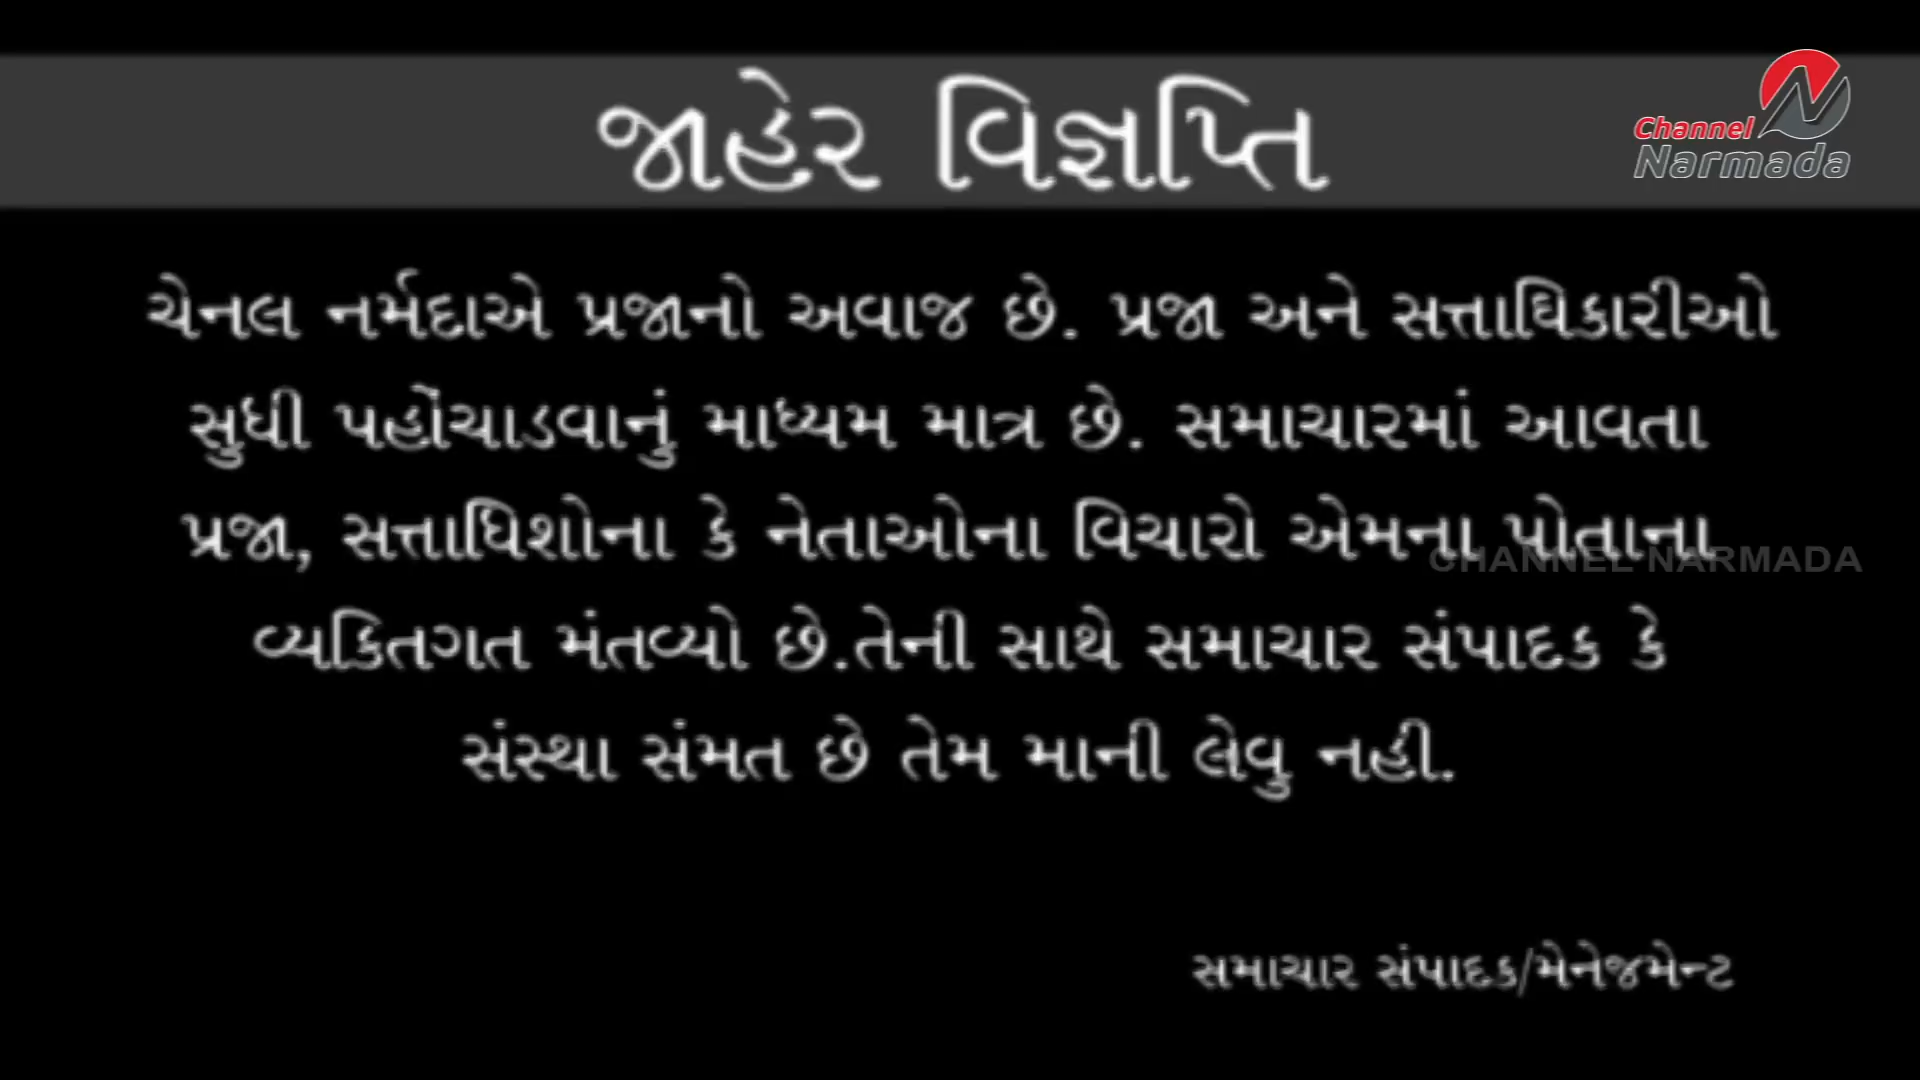 જાહેર વિજ્ઞપ્તિ
Channel
Narmada
ચેનલ નર્મદાએ પ્રજાનો અવાજ છે. પ્રજા અને સત્તાધિકારીઓ
સુધી પહોંચાડવાનું માધ્યમ માત્ર છે. સમાચારમાં આવતા
પ્રજા, સત્તાધિશોના કે નેતાઓના વિચારો એમના પોતાના
CHANNEL NARMADA
વ્યકિતગત મંતવ્યો છે.તેની સાથે સમાચાર સંપાદક કે
સંસ્થા સંમત છે તેમ માની લેવુ નહી.
સમાચાર સંપાદક/મેનેજમેન્ટ